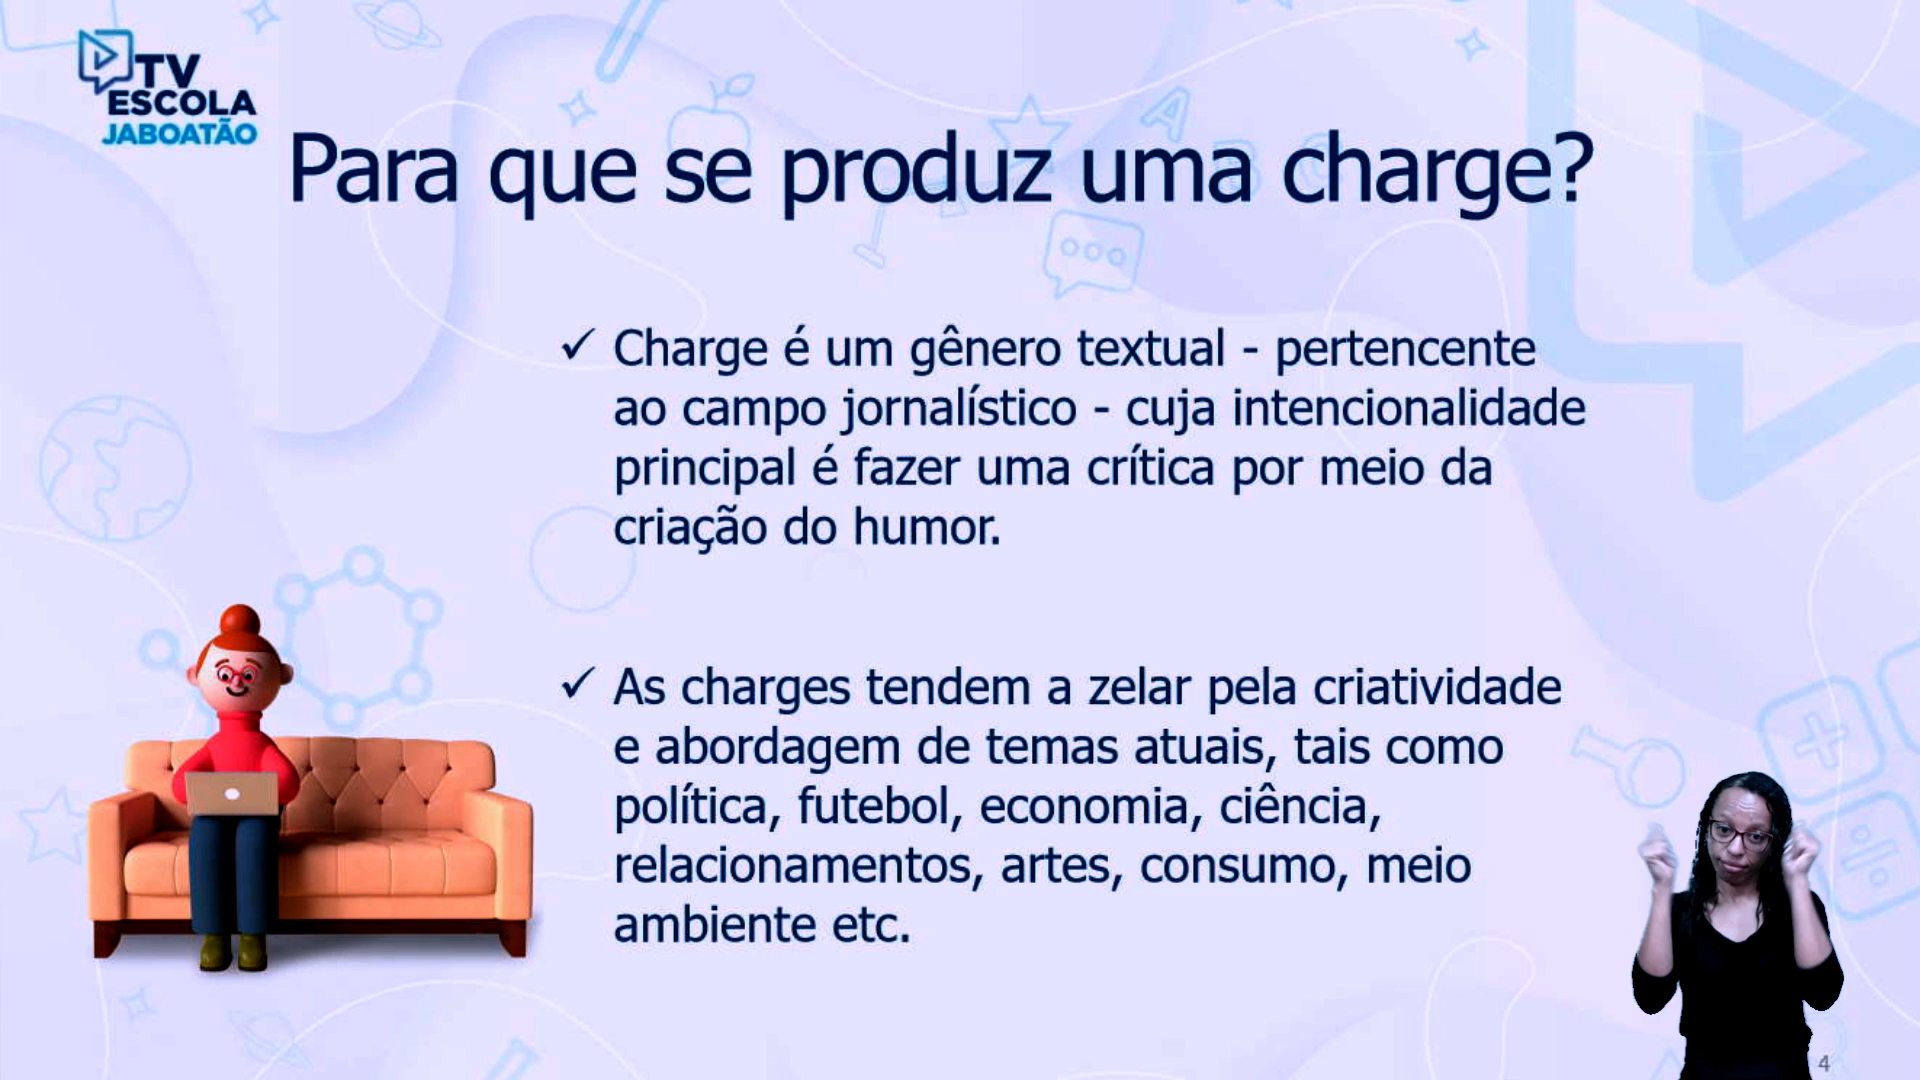 TV
ESCOLA
JABOATÃO
Para que se produz uma charge?
✓ Charge é um gênero textual - pertencente
ao campo jornalístico - cuja intencionalidade
principal é fazer uma crítica por meio da
criação do humor.
✓ As charges tendem a zelar pela criatividade
e abordagem de temas atuais, tais como
política, futebol, economia, ciência,
relacionamentos, artes, consumo, meio
ambiente etc.
4